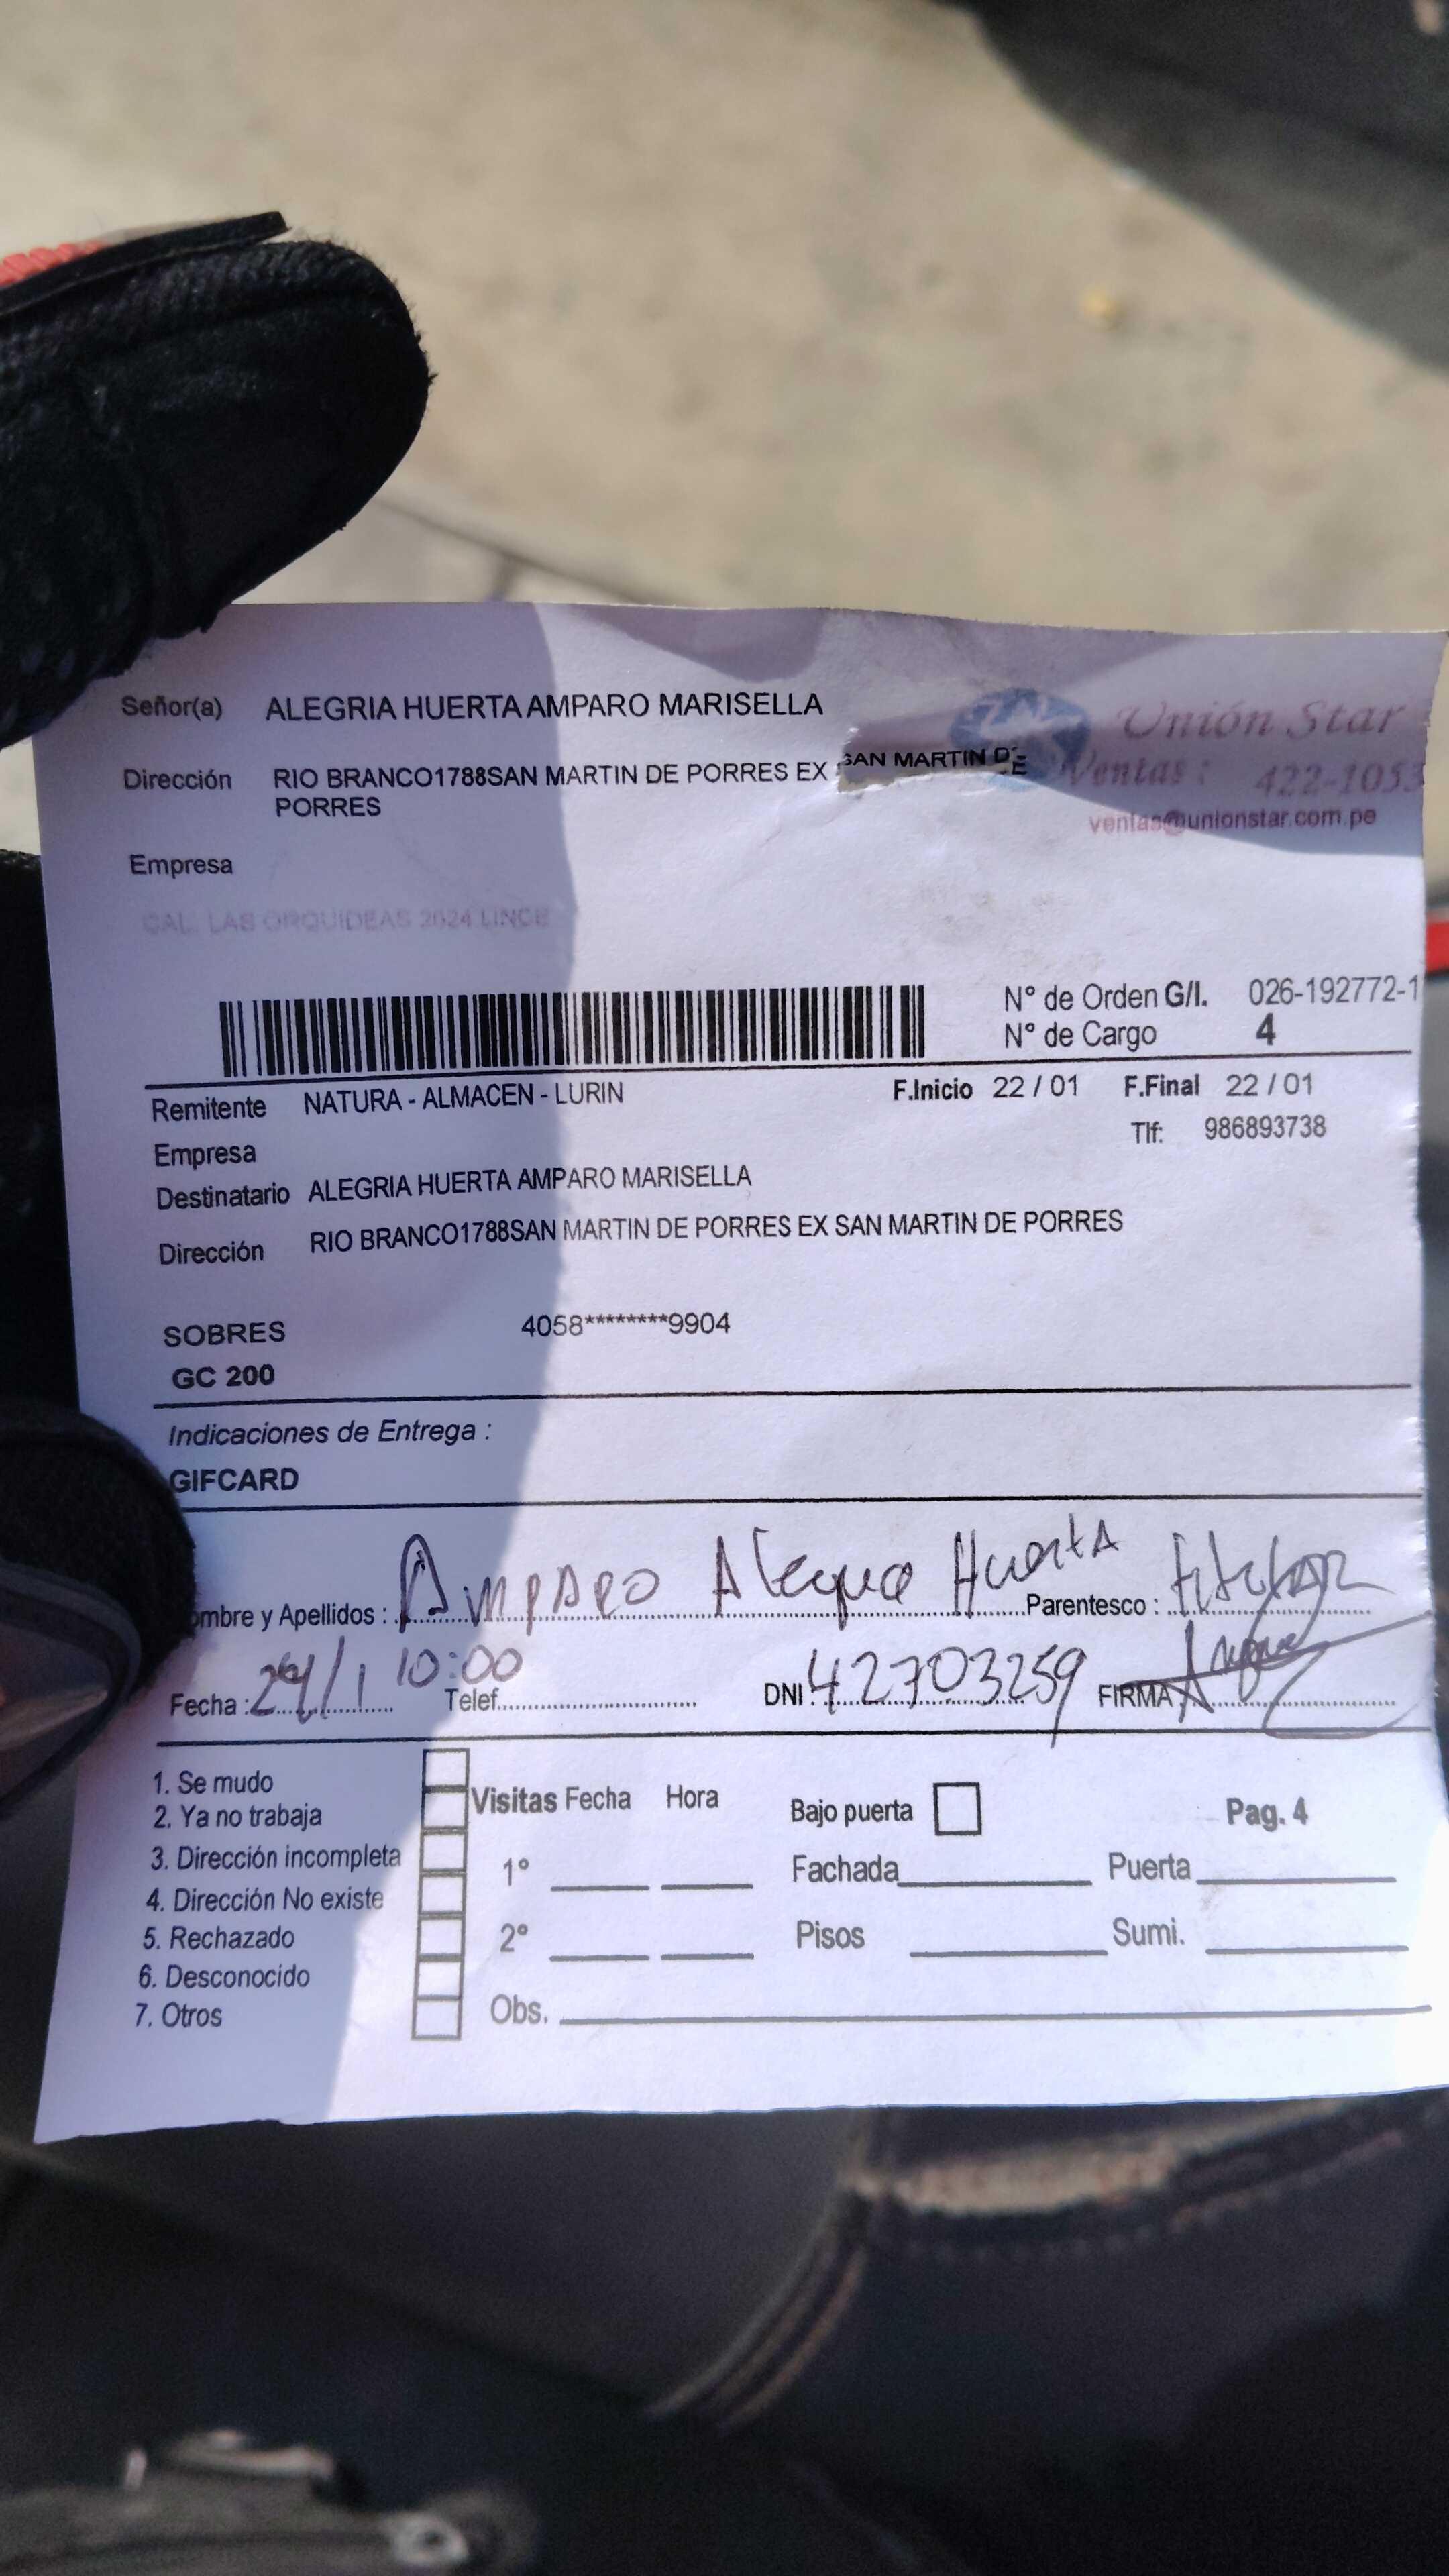 Señor(a) ALEGRIA HUERTA AMPARO MARISELLA
Unión Star
Dirección RIO BRANCO1788SAN MARTIN DE PORRES EX SAN MARTIN DE
PORRES
Ventas : 422-1053
ventas@unionstar.com.pe
Empresa
CAL. LAS ORQUIDEAS 2624 LINCE
N° de Orden G/I. 026-192772-1
N° de Cargo 4
Remitente NATURA - ALMACEN - LURIN F.Inicio 22 / 01 F.Final 22 / 01
Tlf: 986893738
Empresa
Destinatario ALEGRIA HUERTA AMPARO MARISELLA
Dirección RIO BRANCO1788SAN MARTIN DE PORRES EX SAN MARTIN DE PORRES
SOBRES 4058********9904
GC 200
Indicaciones de Entrega :
GIFCARD
ombre y Apellidos : Amparo Alegria Huerta Parentesco : titular
Fecha : 24/1 10:00 Telef. DNI 42703259 FIRMA
1. Se mudo
2. Ya no trabaja
3. Dirección incompleta
4. Dirección No existe
5. Rechazado
6. Desconocido
7. Otros
Visitas Fecha Hora
1°
2°
Obs.
Bajo puerta Pag. 4
Fachada Puerta
Pisos Sumi.